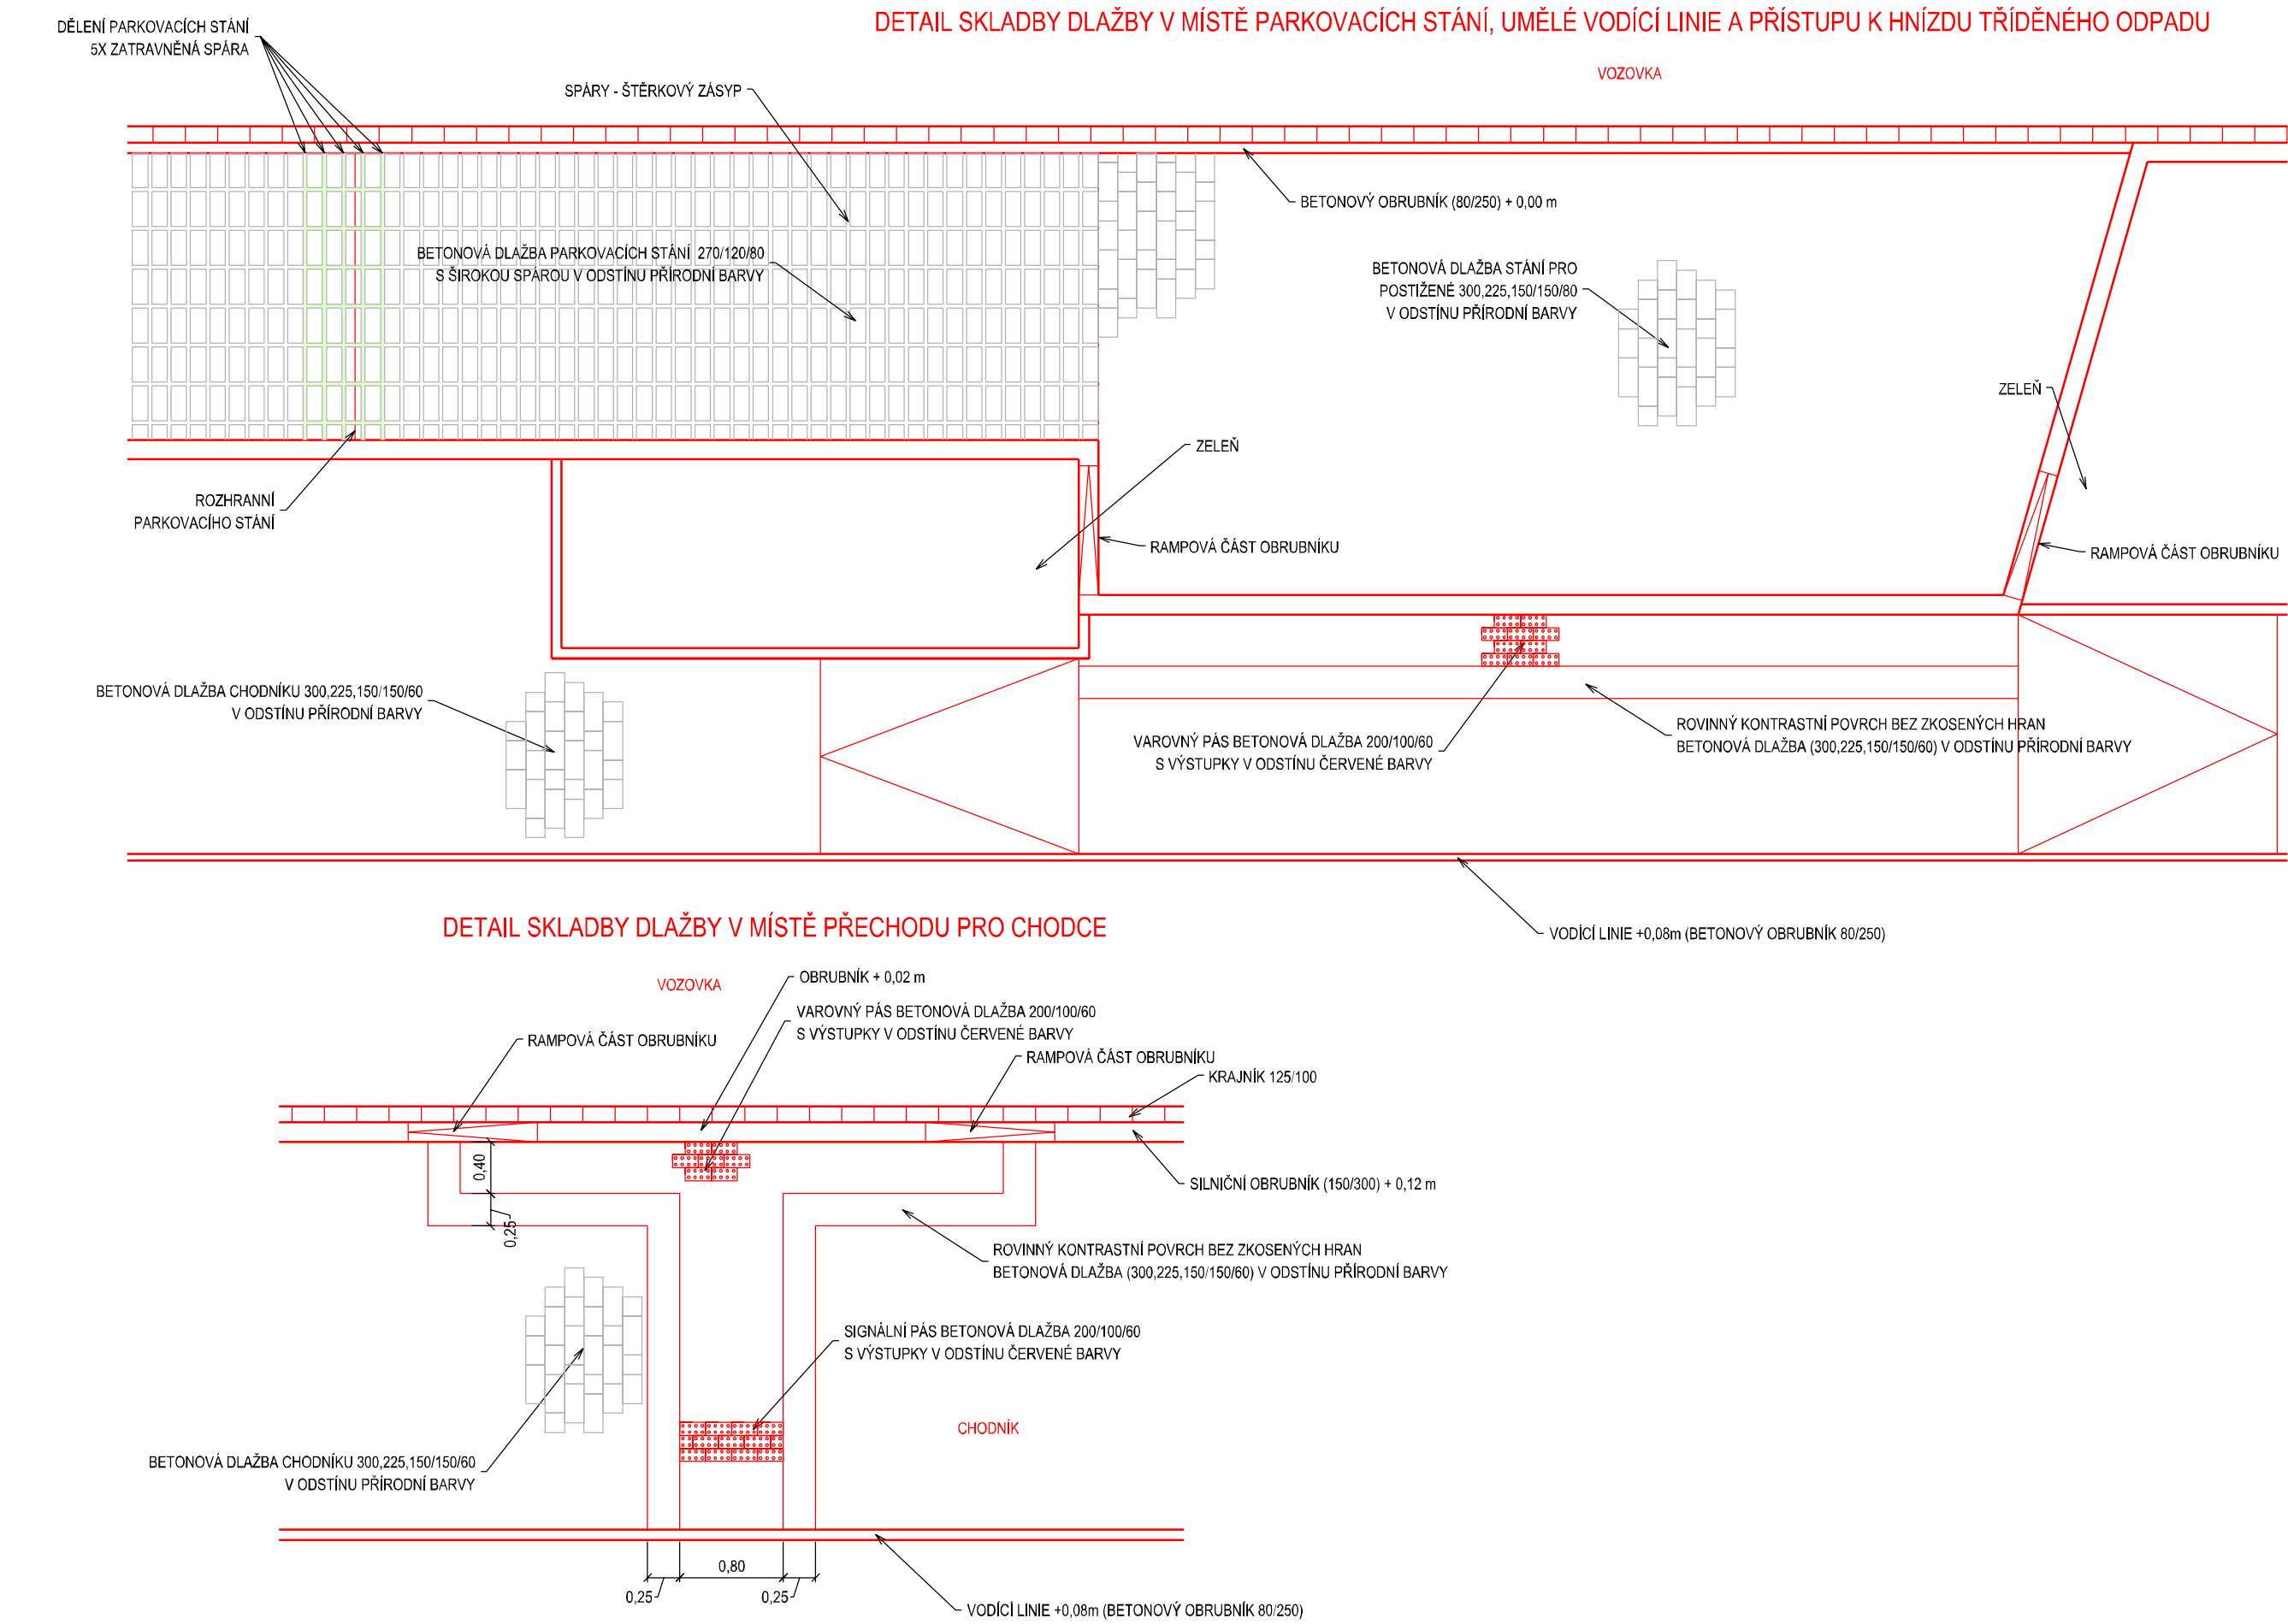 DETAIL SKLADBY DLAŽBY V MÍSTĚ PARKOVACÍCH STÁNÍ, UMĚLÉ VODÍCÍ LINIE A PŘÍSTUPU K HNÍZDU TŘÍDĚNÉHO ODPADU
DĚLENÍ PARKOVACÍCH STÁNÍ
5X ZATRAVNĚNÁ SPÁRA
VOZOVKA
SPÁRY - ŠTĚRKOVÝ ZÁSYP
BETONOVÝ OBRUBNÍK (80/250) + 0,00 m
BETONOVÁ DLAŽBA PARKOVACÍCH STÁNÍ 270/120/80
S ŠIROKOU SPÁROU V ODSTÍNU PŘÍRODNÍ BARVY
BETONOVÁ DLAŽBA STÁNÍ PRO
POSTIŽENÉ 300,225,150/150/80
V ODSTÍNU PŘÍRODNÍ BARVY
ZELEŇ
ZELEŇ
ROZHRANNÍ
PARKOVACÍHO STÁNÍ
RAMPOVÁ ČÁST OBRUBNÍKU
RAMPOVÁ ČÁST OBRUBNÍKU
BETONOVÁ DLAŽBA CHODNÍKU 300,225,150/150/60
V ODSTÍNU PŘÍRODNÍ BARVY
VAROVNÝ PÁS BETONOVÁ DLAŽBA 200/100/60
S VÝSTUPKY V ODSTÍNU ČERVENÉ BARVY
ROVINNÝ KONTRASTNÍ POVRCH BEZ ZKOSENÝCH HRAN
BETONOVÁ DLAŽBA (300,225,150/150/60) V ODSTÍNU PŘÍRODNÍ BARVY
VODÍCÍ LINIE +0,08m (BETONOVÝ OBRUBNÍK 80/250)
DETAIL SKLADBY DLAŽBY V MÍSTĚ PŘECHODU PRO CHODCE
VOZOVKA
OBRUBNÍK + 0,02 m
VAROVNÝ PÁS BETONOVÁ DLAŽBA 200/100/60
S VÝSTUPKY V ODSTÍNU ČERVENÉ BARVY
RAMPOVÁ ČÁST OBRUBNÍKU
RAMPOVÁ ČÁST OBRUBNÍKU
KRAJNÍK 125/100
0,40
0,25
SILNIČNÍ OBRUBNÍK (150/300) + 0,12 m
ROVINNÝ KONTRASTNÍ POVRCH BEZ ZKOSENÝCH HRAN
BETONOVÁ DLAŽBA (300,225,150/150/60) V ODSTÍNU PŘÍRODNÍ BARVY
SIGNÁLNÍ PÁS BETONOVÁ DLAŽBA 200/100/60
S VÝSTUPKY V ODSTÍNU ČERVENÉ BARVY
CHODNÍK
BETONOVÁ DLAŽBA CHODNÍKU 300,225,150/150/60
V ODSTÍNU PŘÍRODNÍ BARVY
0,80
0,25
0,25
VODÍCÍ LINIE +0,08m (BETONOVÝ OBRUBNÍK 80/250)